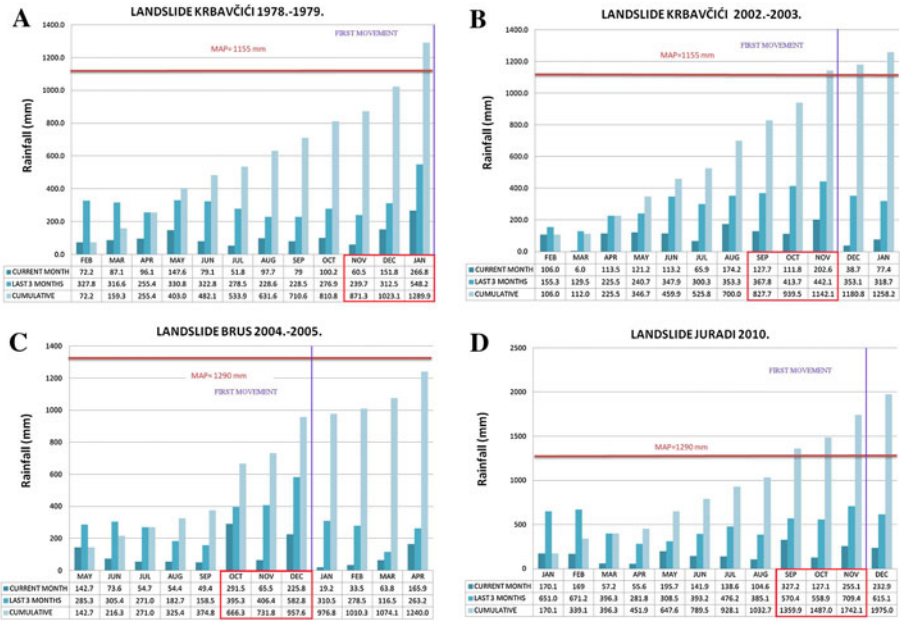 A
LANDSLIDE KRBAVČIĆI 1978.-1979.
FIRST MOVEMENT
MAP=1155 mm
Rainfall (mm)
1400.0
1200.0
1000.0
800.0
600.0
400.0
200.0
0.0
FEB MAR APR MAY JUN JUL AUG SEP OCT NOV DEC JAN
CURRENT MONTH 72.2 87.1 96.1 147.6 79.1 51.8 97.7 79 100.2 60.5 151.8 266.8
LAST 3 MONTHS 327.8 316.6 255.4 330.8 322.8 278.5 228.6 228.5 276.9 239.7 312.5 548.2
CUMULATIVE 72.2 159.3 255.4 403.0 482.1 533.9 631.6 710.6 810.8 871.3 1023.1 1289.9
B
LANDSLIDE KRBAVČIĆI 2002.-2003.
FIRST MOVEMENT
MAP=1155 mm
Rainfall (mm)
1400.0
1200.0
1000.0
800.0
600.0
400.0
200.0
0.0
FEB MAR APR MAY JUN JUL AUG SEP OCT NOV DEC JAN
CURRENT MONTH 106.0 6.0 113.5 121.2 113.2 65.9 174.2 127.7 111.8 202.6 38.7 77.4
LAST 3 MONTHS 155.3 129.5 225.5 240.7 347.9 300.3 353.3 367.8 413.7 442.1 353.1 318.7
CUMULATIVE 106.0 112.0 225.5 346.7 459.9 525.8 700.0 827.7 939.5 1142.1 1180.8 1258.2
C
LANDSLIDE BRUS 2004.-2005.
MAP= 1290 mm
FIRST MOVEMENT
Rainfall (mm)
1400
1200
1000
800
600
400
200
0
MAY JUN JUL AUG SEP OCT NOV DEC JAN FEB MAR APR
CURRENT MONTH 142.7 73.6 54.7 54.4 49.4 291.5 65.5 225.8 19.2 33.5 63.8 165.9
LAST 3 MONTHS 285.3 305.4 271.0 182.7 158.5 395.3 406.4 582.8 310.5 278.5 116.5 263.2
CUMULATIVE 142.7 216.3 271.0 325.4 374.8 666.3 731.8 957.6 976.8 1010.3 1074.1 1240.0
D
LANDSLIDE JURADI 2010.
FIRST MOVEMENT
MAP=1290 mm
Rainfall (mm)
2500
2000
1500
1000
500
0
JAN FEB MAR APR MAY JUN JUL AUG SEP OCT NOV DEC
CURRENT MONTH 170.1 169 57.2 55.6 195.7 141.9 138.6 104.6 327.2 127.1 255.1 232.9
LAST 3 MONTHS 651.0 671.2 396.3 281.8 308.5 393.2 476.2 385.1 570.4 558.9 709.4 615.1
CUMULATIVE 170.1 339.1 396.3 451.9 647.6 789.5 928.1 1032.7 1359.9 1487.0 1742.1 1975.0